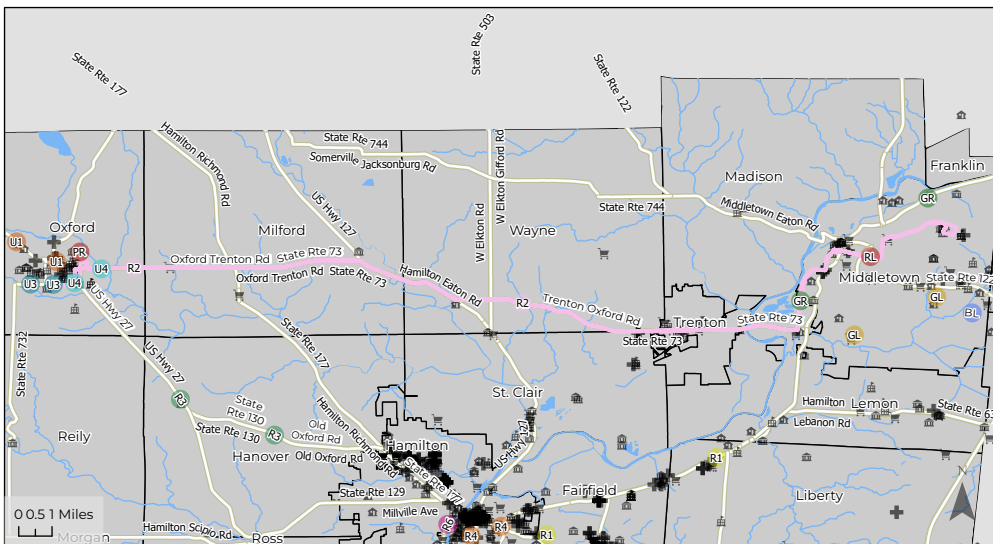 State Rte 503
State Rte 177
State Rte 122
Hamilton Richmond Rd
State Rte 744
Somerville Jacksonburg Rd
W Elkton Gifford Rd
Franklin
Madison
US Hwy 127
State Rte 744
Middletown Eaton Rd
GR
Oxford
U1
PR
Milford
W Elkton Rd
Wayne
U1
U4
R2
Oxford Trenton Rd State Rte 73
RL
U3
U3
U4
Oxford Trenton Rd State Rte 73
Hamilton Eaton Rd
Middletown
State Rte 122
US Hwy 27
R2
Trenton Oxford Rd
GR
GL
BL
Trenton
State Rte 73
State Rte 73
GL
State Rte 732
US Hwy 27
State Rte 177
St. Clair
R3
State
Rte 130
Old
Oxford Rd
R3
State Rte 130
Hamilton Richmond Rd
Hamilton
Lemon
State Rte 63
Lebanon Rd
Reily
Hanover
Old Oxford Rd
Hamilton
US Hwy 127
R1
State Rte 177
State Rte 129
Fairfield
Liberty
N
Millville Ave
0 0.5 1 Miles
Hamilton Scipio Rd
R6
R4
R4
R1
Morgan
Ross